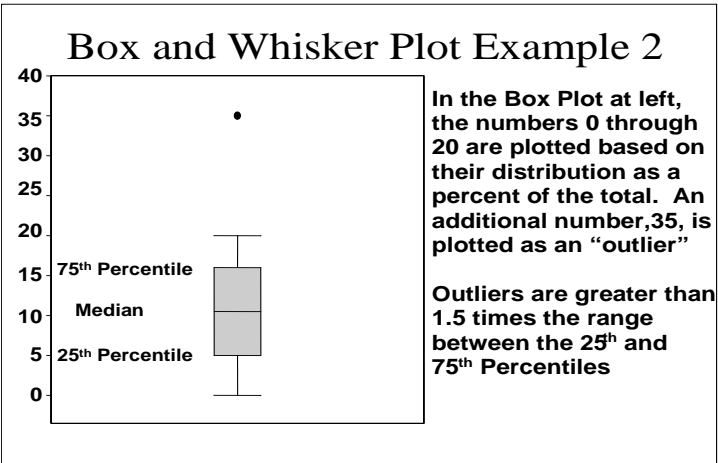 Box and Whisker Plot Example 2
40
35
30
25
20
15
10
5
0
75th Percentile
Median
25th Percentile
In the Box Plot at left,
the numbers 0 through
20 are plotted based on
their distribution as a
percent of the total.  An
additional number,35, is
plotted as an “outlier”
Outliers are greater than
1.5 times the range
between the 25th and
75th Percentiles